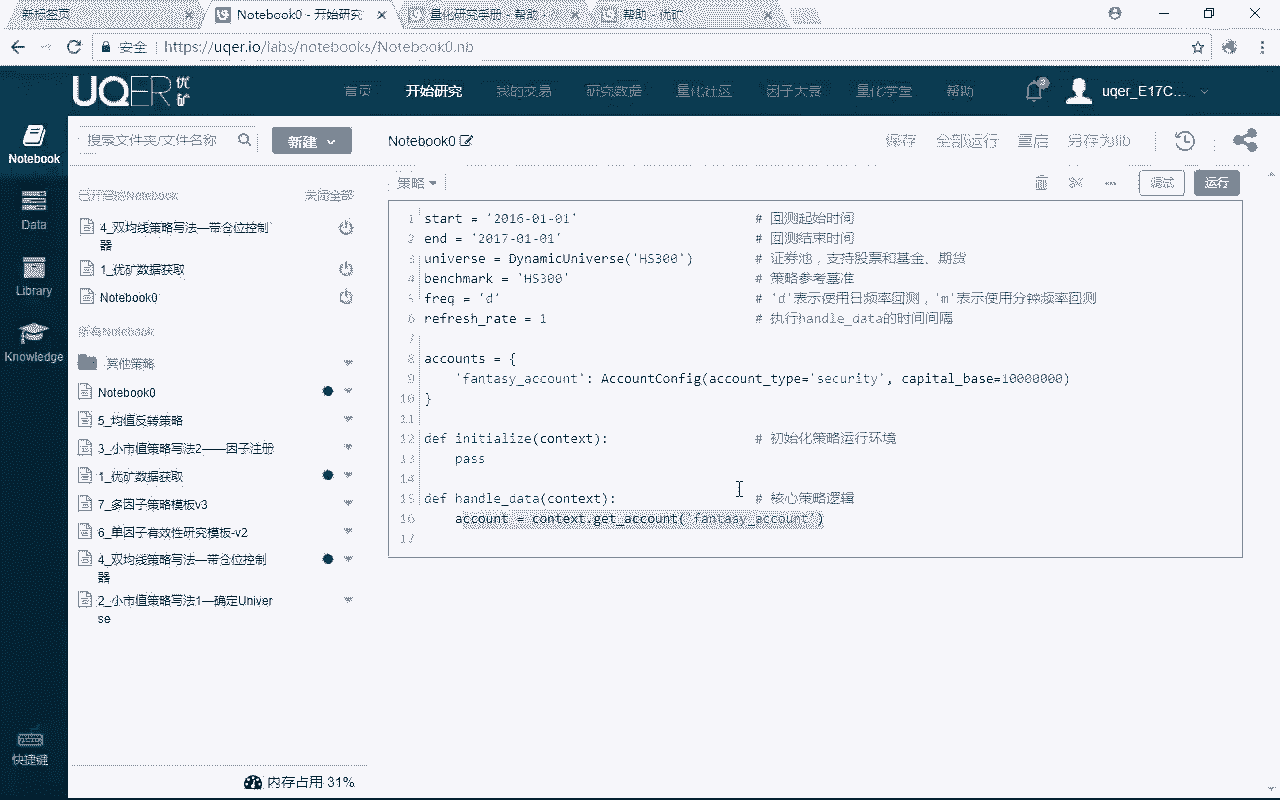 新标签页
Notebook0 - 开始研究
量化研究手册 - 帮助
帮助 - 优矿
安全
https://uqer.io/labs/notebooks/Notebook0.nb
UQER 优矿
首页
开始研究
我的交易
研究数据
量化社区
因子大赛
量化学堂
帮助
2
uqer_E17C...
Notebook
Data
Library
Knowledge
快捷键
搜索文件夹/文件名称
新建
Notebook0
保存
全部运行
重启
另存为lib
已开启的Notebook
关闭全部
4_双均线策略写法—带仓位控制器
1_优矿数据获取
Notebook0
所有Notebook
其他策略
Notebook0
5_均值反转策略
3_小市值策略写法2——因子注册
1_优矿数据获取
7_多因子策略模板v3
6_单因子有效性研究模板-v2
4_双均线策略写法—带仓位控制器
2_小市值策略写法1—确定Universe
内存占用 31%
策略
调试
运行
1 start = '2016-01-01' # 回测起始时间
2 end = '2017-01-01' # 回测结束时间
3 universe = DynamicUniverse('HS300') # 证券池，支持股票和基金、期货
4 benchmark = 'HS300' # 策略参考基准
5 freq = 'd' # 'd'表示使用日频率回测，'m'表示使用分钟频率回测
6 refresh_rate = 1 # 执行handle_data的时间间隔
7
8 accounts = {
9 'fantasy_account': AccountConfig(account_type='security', capital_base=10000000)
10 }
11
12 def initialize(context): # 初始化策略运行环境
13 pass
14
15 def handle_data(context): # 核心策略逻辑
16 account = context.get_account('fantasy_account')
17